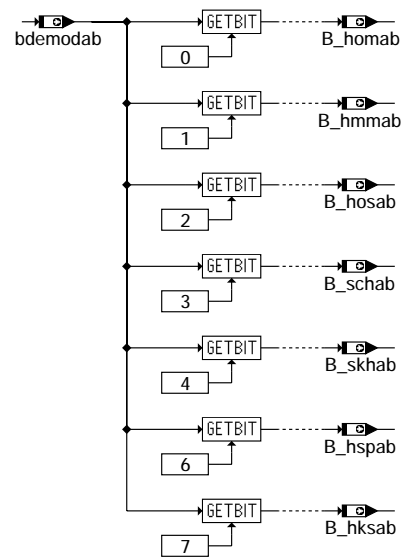 GETBIT
bdemodab
B_homab
0
GETBIT
B_hmmab
1
GETBIT
B_hosab
2
GETBIT
B_schab
3
GETBIT
B_skhab
4
GETBIT
B_hspab
6
GETBIT
B_hksab
7